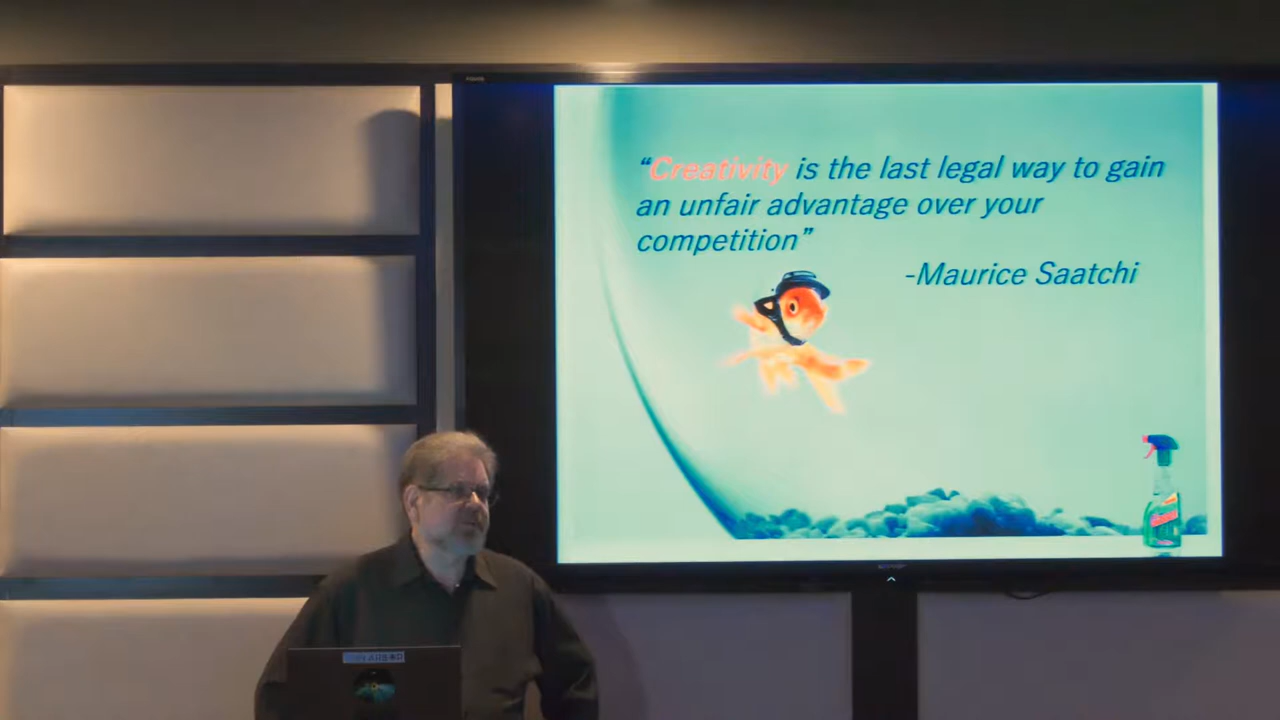 “Creativity is the last legal way to gain
an unfair advantage over your
competition”
-Maurice Saatchi